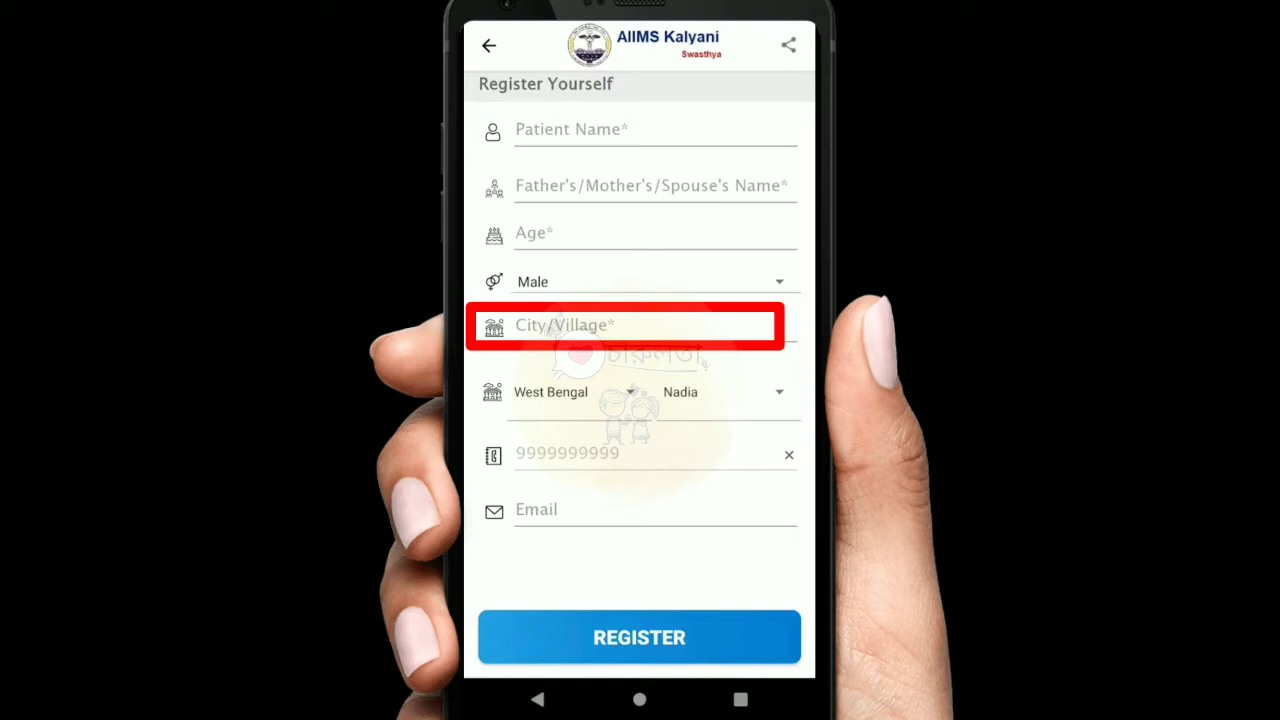 AIIMS Kalyani
Swasthya
Register Yourself
Patient Name*
Father's/Mother's/Spouse's Name*
Age*
Male
City/Village*
চারুলতা
West Bengal Nadia
9999999999
Email
REGISTER